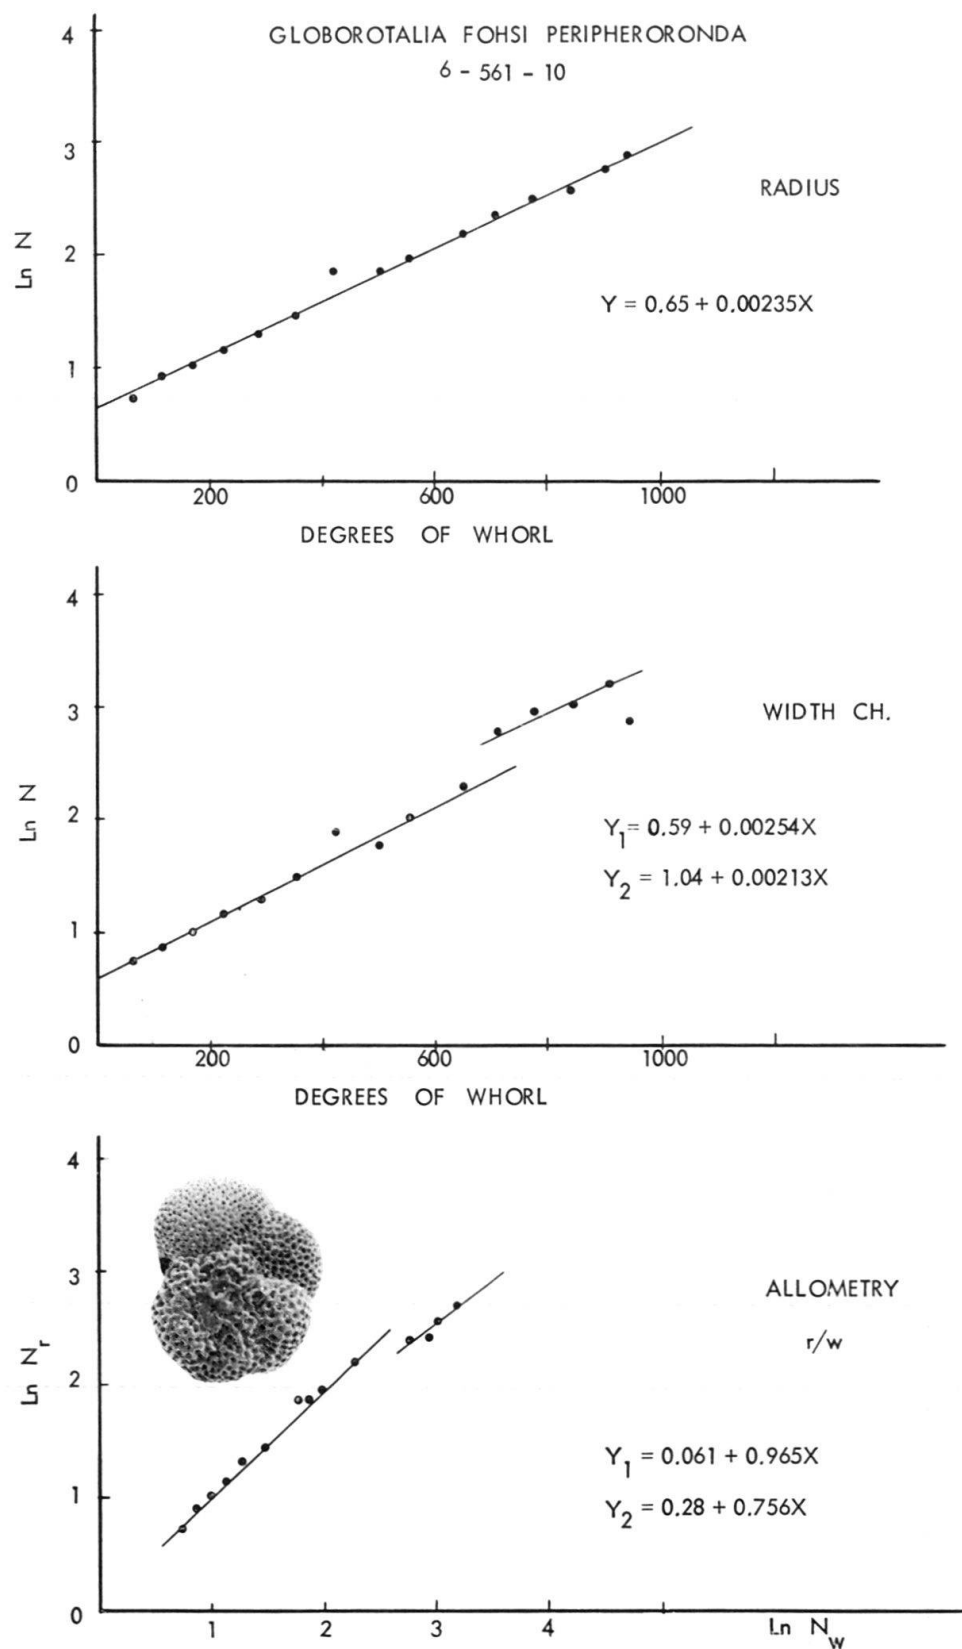 GLOBOROTALIA FOHSI PERIPHERORONDA
6 - 561 - 10
4
3
2
1
0
Ln N
RADIUS
Y = 0.65 + 0.00235X
200 600 1000
DEGREES OF WHORL
4
3
2
1
0
Ln N
WIDTH CH.
Y1 = 0.59 + 0.00254X
Y2 = 1.04 + 0.00213X
200 600 1000
DEGREES OF WHORL
4
3
2
1
0
Ln Nr
ALLOMETRY
r/w
Y1 = 0.061 + 0.965X
Y2 = 0.28 + 0.756X
1 2 3 4 Ln Nw